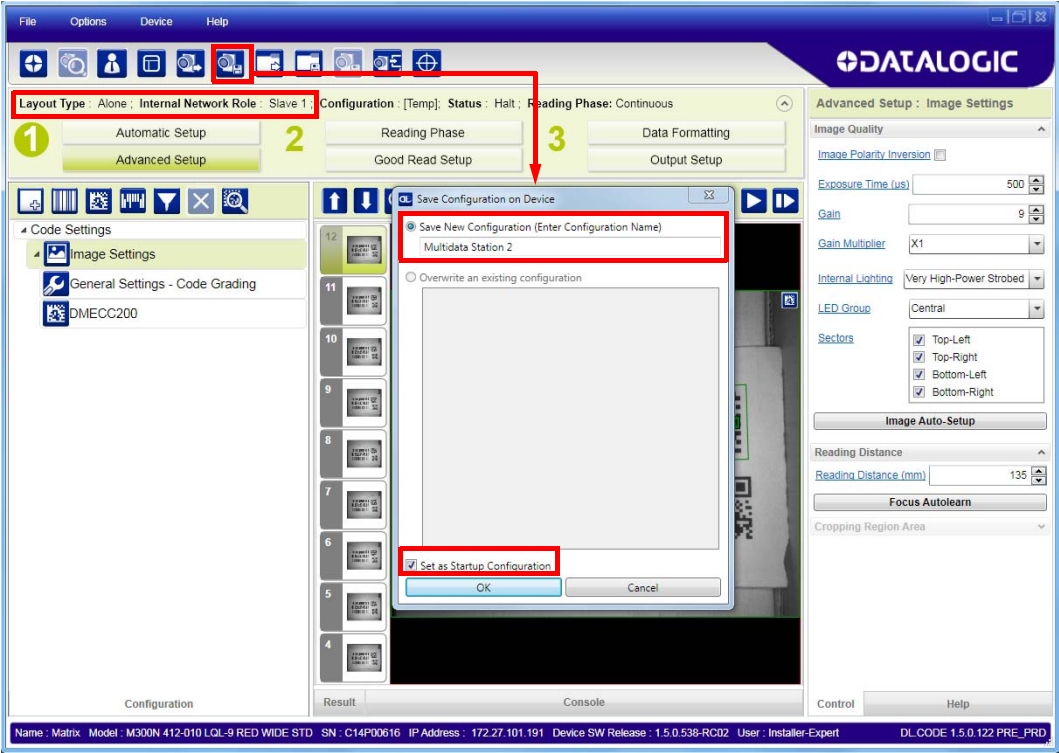 File Options Device Help
DATALOGIC
Layout Type : Alone ; Internal Network Role : Slave 1 ; Configuration : [Temp]; Status : Halt ; Reading Phase: Continuous
1 Automatic Setup
Advanced Setup
2 Reading Phase
Good Read Setup
3 Data Formatting
Output Setup
Code Settings
Image Settings
General Settings - Code Grading
DMECC200
Configuration
12
11
10
9
8
7
6
5
4
Save Configuration on Device
Save New Configuration (Enter Configuration Name)
Multidata Station 2
Overwrite an existing configuration
Set as Startup Configuration
OK Cancel
Result Console
Advanced Setup : Image Settings
Image Quality
Image Polarity Inversion
Exposure Time (µs) 500
Gain 9
Gain Multiplier X1
Internal Lighting Very High-Power Strobed
LED Group Central
Sectors Top-Left
Top-Right
Bottom-Left
Bottom-Right
Image Auto-Setup
Reading Distance
Reading Distance (mm) 135
Focus Autolearn
Cropping Region Area
Control Help
Name : Matrix Model : M300N 412-010 LQL-9 RED WIDE STD SN : C14P00616 IP Address : 172.27.101.191 Device SW Release : 1.5.0.538-RC02 User : Installer-Expert DL.CODE 1.5.0.122 PRE_PRD